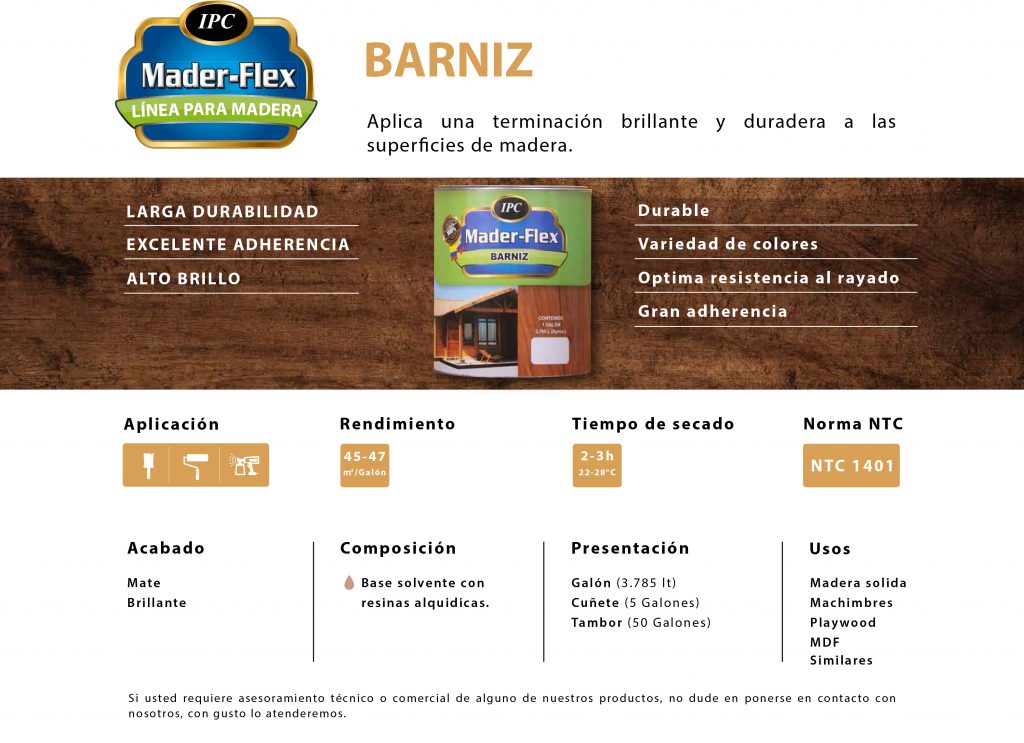 IPC
Mader-Flex
LÍNEA PARA MADERA
BARNIZ
Aplica una terminación brillante y duradera a las
superficies de madera.
LARGA DURABILIDAD
EXCELENTE ADHERENCIA
ALTO BRILLO
IPC
Mader-Flex
BARNIZ
CONTENIDO
1 GALÓN
3,785 L (Aprox.)
Durable
Variedad de colores
Optima resistencia al rayado
Gran adherencia
Aplicación
Rendimiento
45-47
m²/Galón
Tiempo de secado
2-3h
22-28°C
Norma NTC
NTC 1401
Acabado
Mate
Brillante
Composición
Base solvente con
resinas alquidicas.
Presentación
Galón (3.785 lt)
Cuñete (5 Galones)
Tambor (50 Galones)
Usos
Madera solida
Machimbres
Playwood
MDF
Similares
Si usted requiere asesoramiento técnico o comercial de alguno de nuestros productos, no dude en ponerse en contacto con
nosotros, con gusto lo atenderemos.